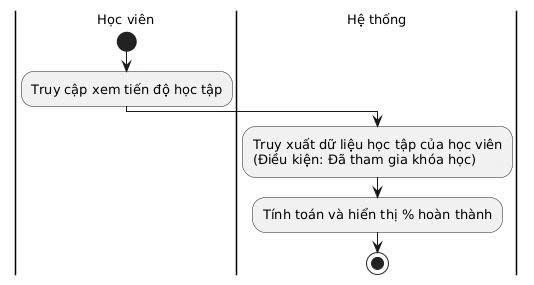 Học viên
Hệ thống
Truy cập xem tiến độ học tập
Truy xuất dữ liệu học tập của học viên
(Điều kiện: Đã tham gia khóa học)
Tính toán và hiển thị % hoàn thành